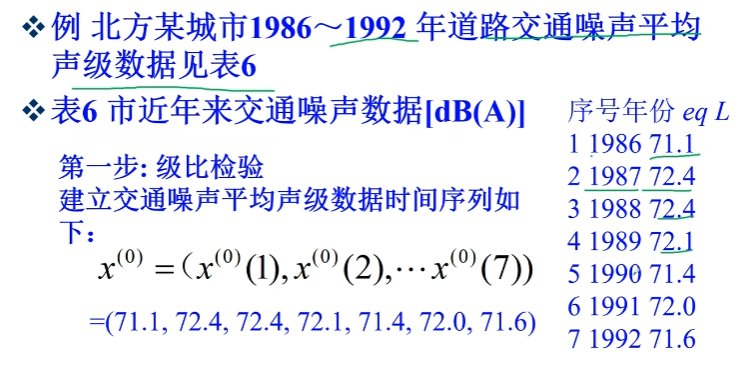 ❖例 北方某城市1986～1992 年道路交通噪声平均
声级数据见表6
❖表6 市近年来交通噪声数据[dB(A)]
第一步: 级比检验
建立交通噪声平均声级数据时间序列如
下：
x⁽⁰⁾ =（x⁽⁰⁾(1), x⁽⁰⁾(2),⋯x⁽⁰⁾(7))
=(71.1, 72.4, 72.4, 72.1, 71.4, 72.0, 71.6)
序号年份 eq L
1 1986 71.1
2 1987 72.4
3 1988 72.4
4 1989 72.1
5 1990 71.4
6 1991 72.0
7 1992 71.6